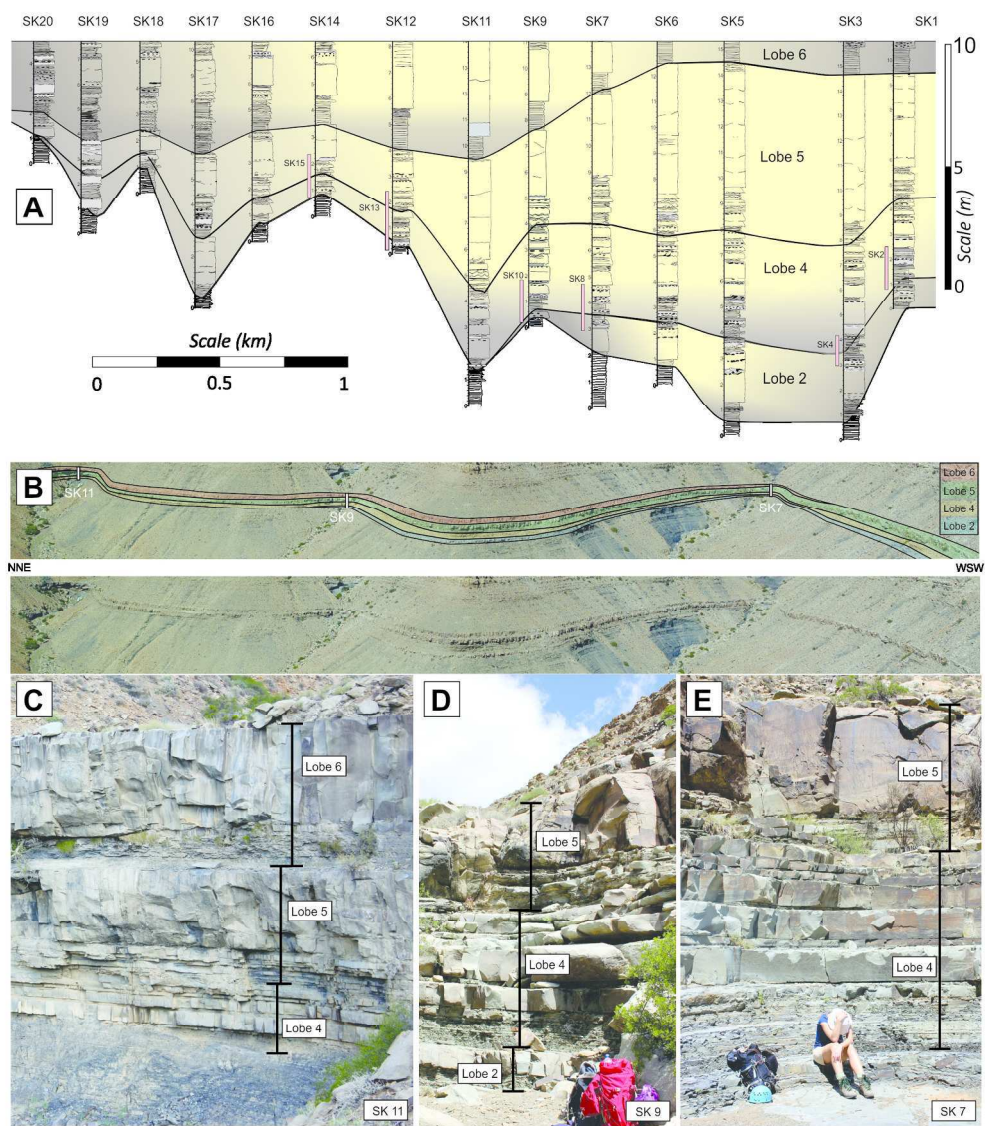 SK20 SK19 SK18 SK17 SK16 SK14 SK12 SK11 SK9 SK7 SK6 SK5 SK3 SK1
Lobe 6
10
SK15
Lobe 5
A
5
Scale (m)
SK13
SK2
Lobe 4
SK10
SK8
0
SK4
Scale (km)
0 0.5 1
Lobe 2
B
SK11
SK9
SK7
Lobe 6
Lobe 5
Lobe 4
Lobe 2
NNE WSW
C
Lobe 6
Lobe 5
Lobe 4
SK 11
D
Lobe 5
Lobe 4
Lobe 2
SK 9
E
Lobe 5
Lobe 4
SK 7